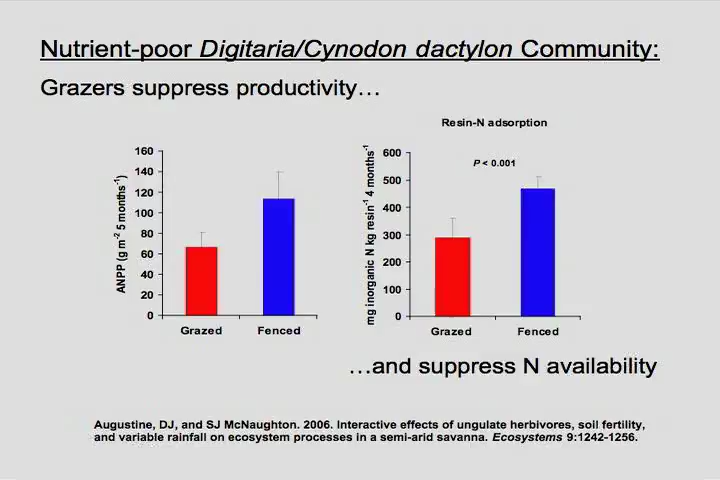 Nutrient-poor Digitaria/Cynodon dactylon Community:
Grazers suppress productivity…
Resin-N adsorption
160
140
120
100
80
60
40
20
0
ANPP (g m⁻² 5 months⁻¹)
Grazed
Fenced
600
500
400
300
200
100
0
mg inorganic N kg resin⁻¹ 4 months⁻¹
P < 0.001
Grazed
Fenced
…and suppress N availability
Augustine, DJ, and SJ McNaughton. 2006. Interactive effects of ungulate herbivores, soil fertility,
and variable rainfall on ecosystem processes in a semi-arid savanna. Ecosystems 9:1242-1256.